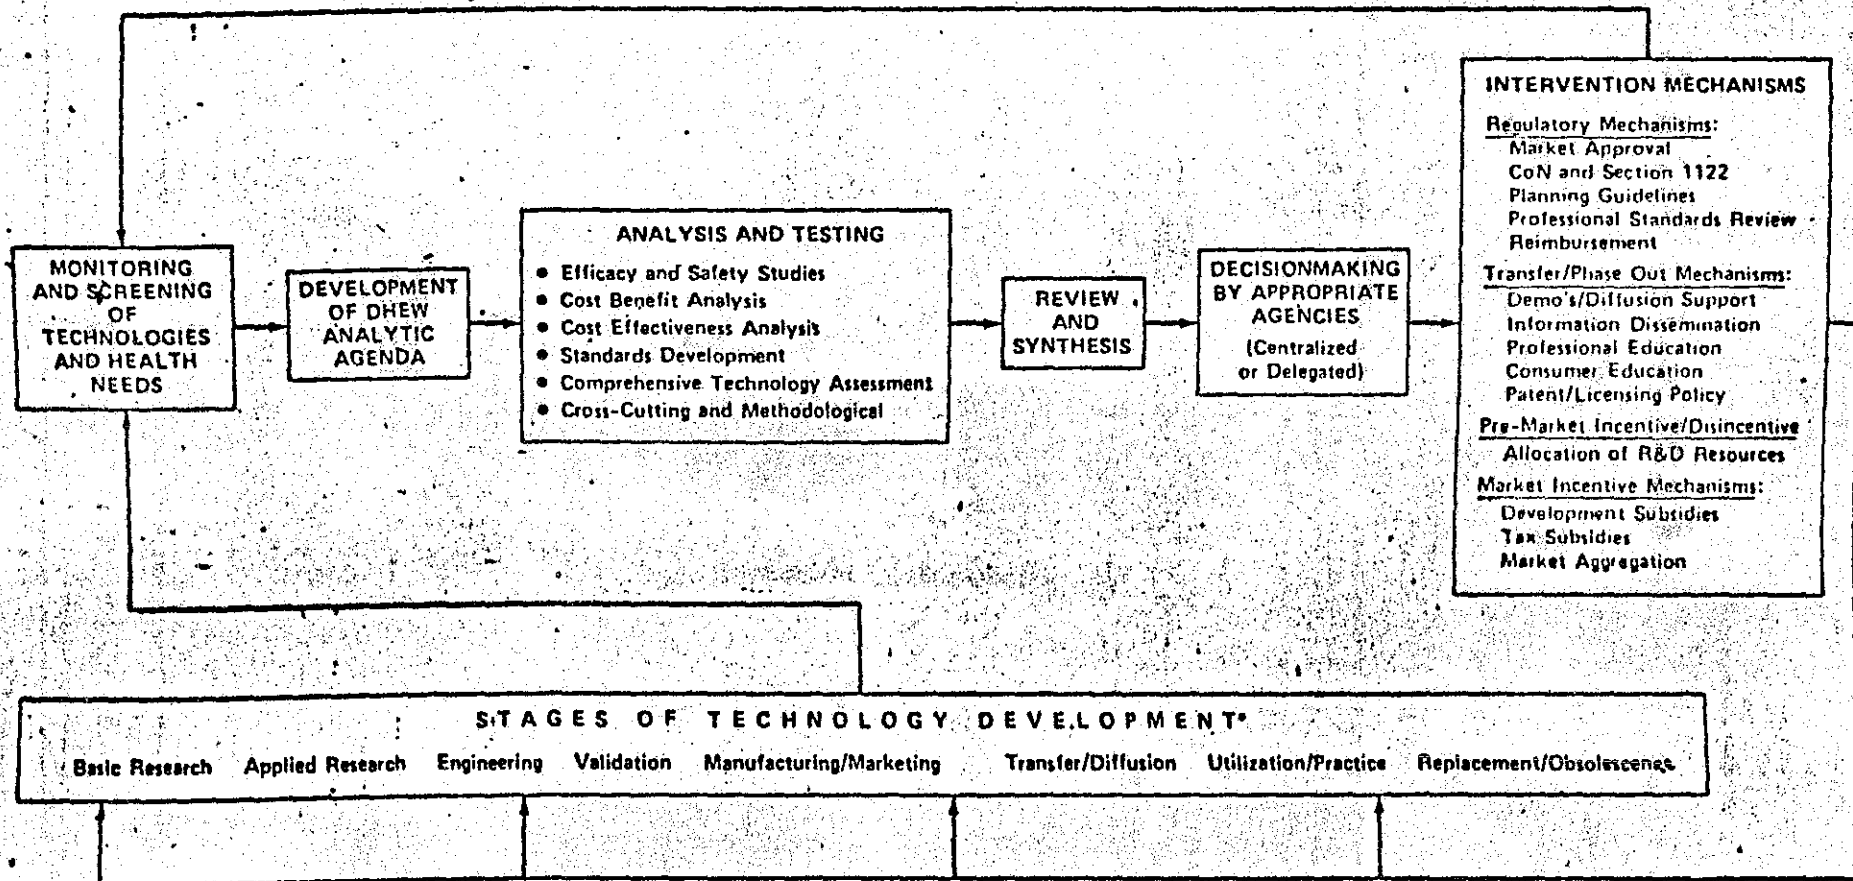 MONITORING
AND SCREENING
OF
TECHNOLOGIES
AND HEALTH
NEEDS
DEVELOPMENT
OF DHEW
ANALYTIC
AGENDA
ANALYSIS AND TESTING
● Efficacy and Safety Studies
● Cost Benefit Analysis
● Cost Effectiveness Analysis
● Standards Development
● Comprehensive Technology Assessment
● Cross-Cutting and Methodological
REVIEW
AND
SYNTHESIS
DECISIONMAKING
BY APPROPRIATE
AGENCIES
(Centralized
or Delegated)
INTERVENTION MECHANISMS
Regulatory Mechanisms:
Market Approval
CoN and Section 1122
Planning Guidelines
Professional Standards Review
Reimbursement
Transfer/Phase Out Mechanisms:
Demo's/Diffusion Support
Information Dissemination
Professional Education
Consumer Education
Patent/Licensing Policy
Pre-Market Incentive/Disincentive
Allocation of R&D Resources
Market Incentive Mechanisms:
Development Subsidies
Tax Subsidies
Market Aggregation
STAGES OF TECHNOLOGY DEVELOPMENT*
Basic Research Applied Research Engineering Validation Manufacturing/Marketing Transfer/Diffusion Utilization/Practice Replacement/Obsolescence